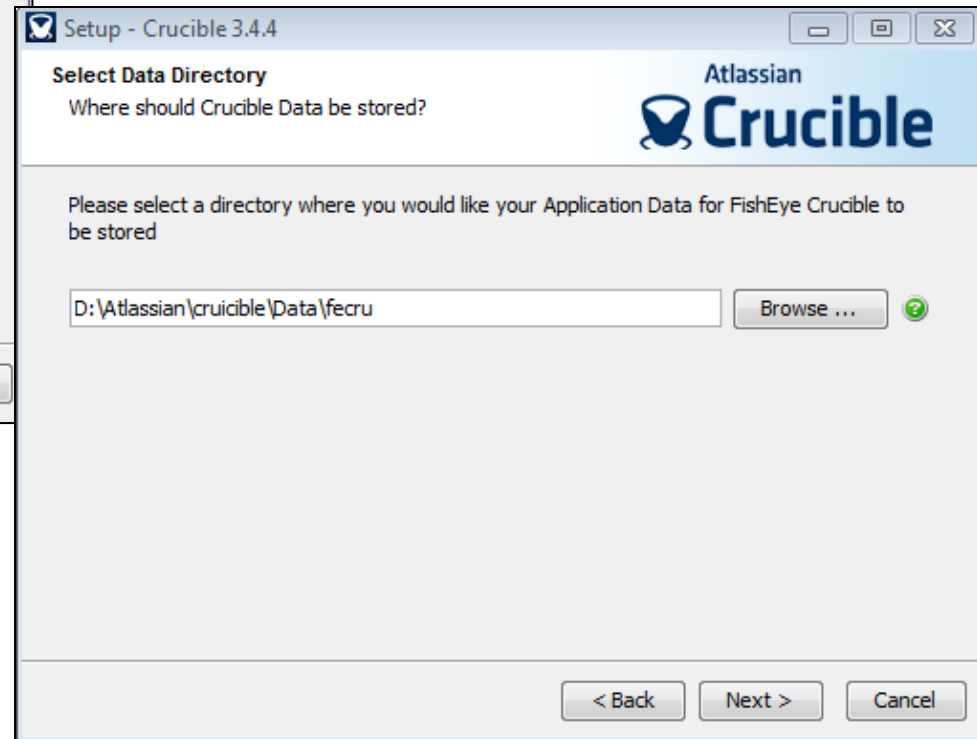 Setup - Crucible 3.4.4
Select Data Directory
Where should Crucible Data be stored?
Atlassian
Crucible
Please select a directory where you would like your Application Data for FishEye Crucible to
be stored
D:\Atlassian\cruicible\Data\fecru
Browse ...
?
< Back
Next >
Cancel